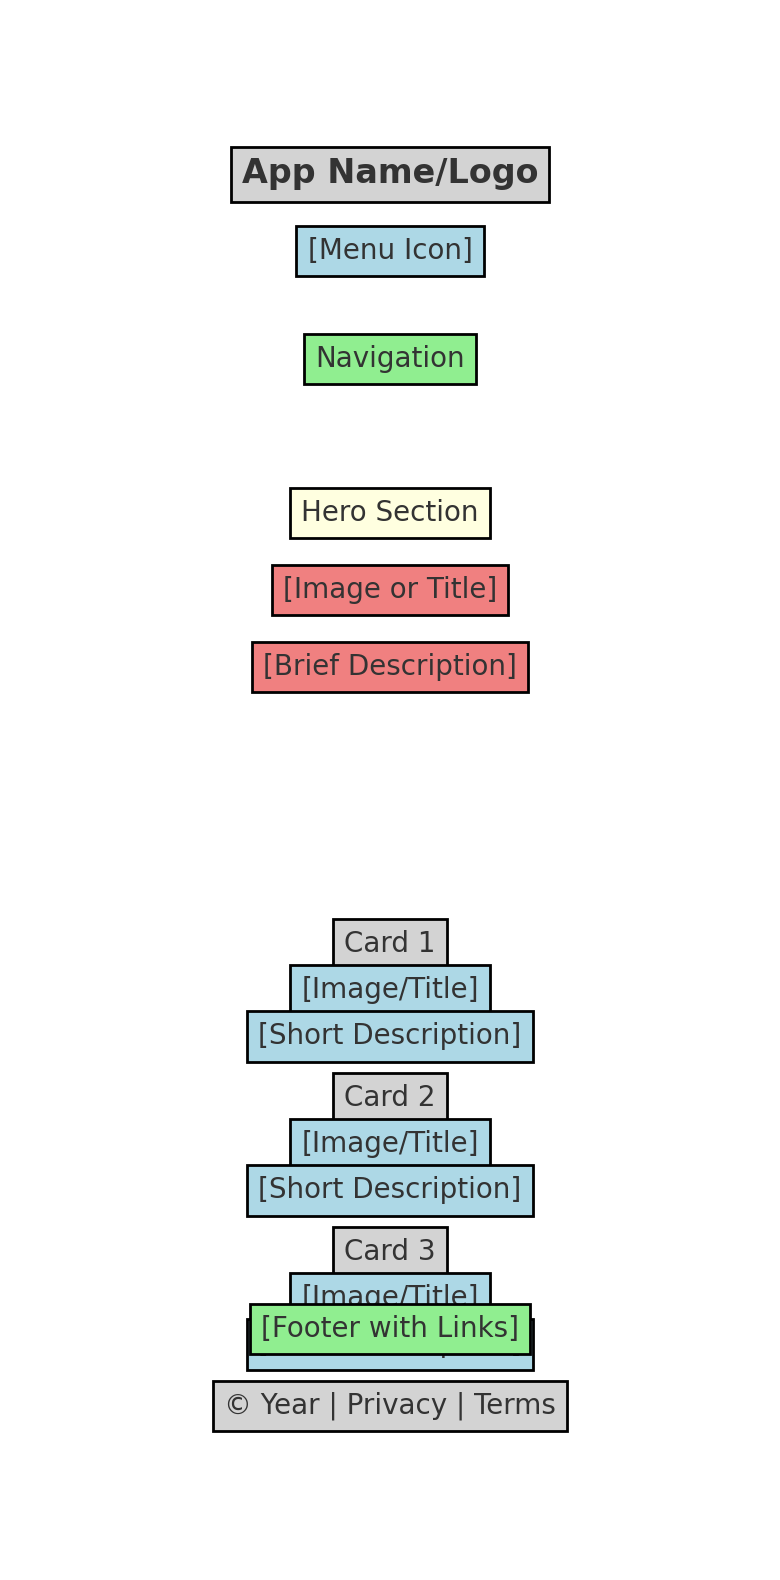 App Name/Logo
[Menu Icon]
Navigation
Hero Section
[Image or Title]
[Brief Description]
Card 1
[Image/Title]
[Short Description]
Card 2
[Image/Title]
[Short Description]
Card 3
[Image/Title]
[Footer with Links]
© Year | Privacy | Terms